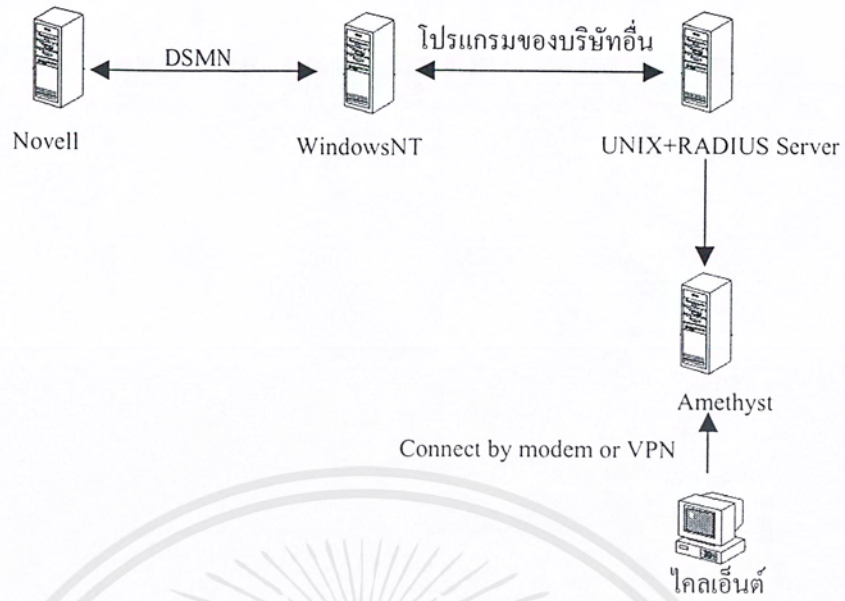 DSMN
โปรแกรมของบริษัทอื่น
Novell
WindowsNT
UNIX+RADIUS Server
Amethyst
Connect by modem or VPN
ไคลเอ็นต์